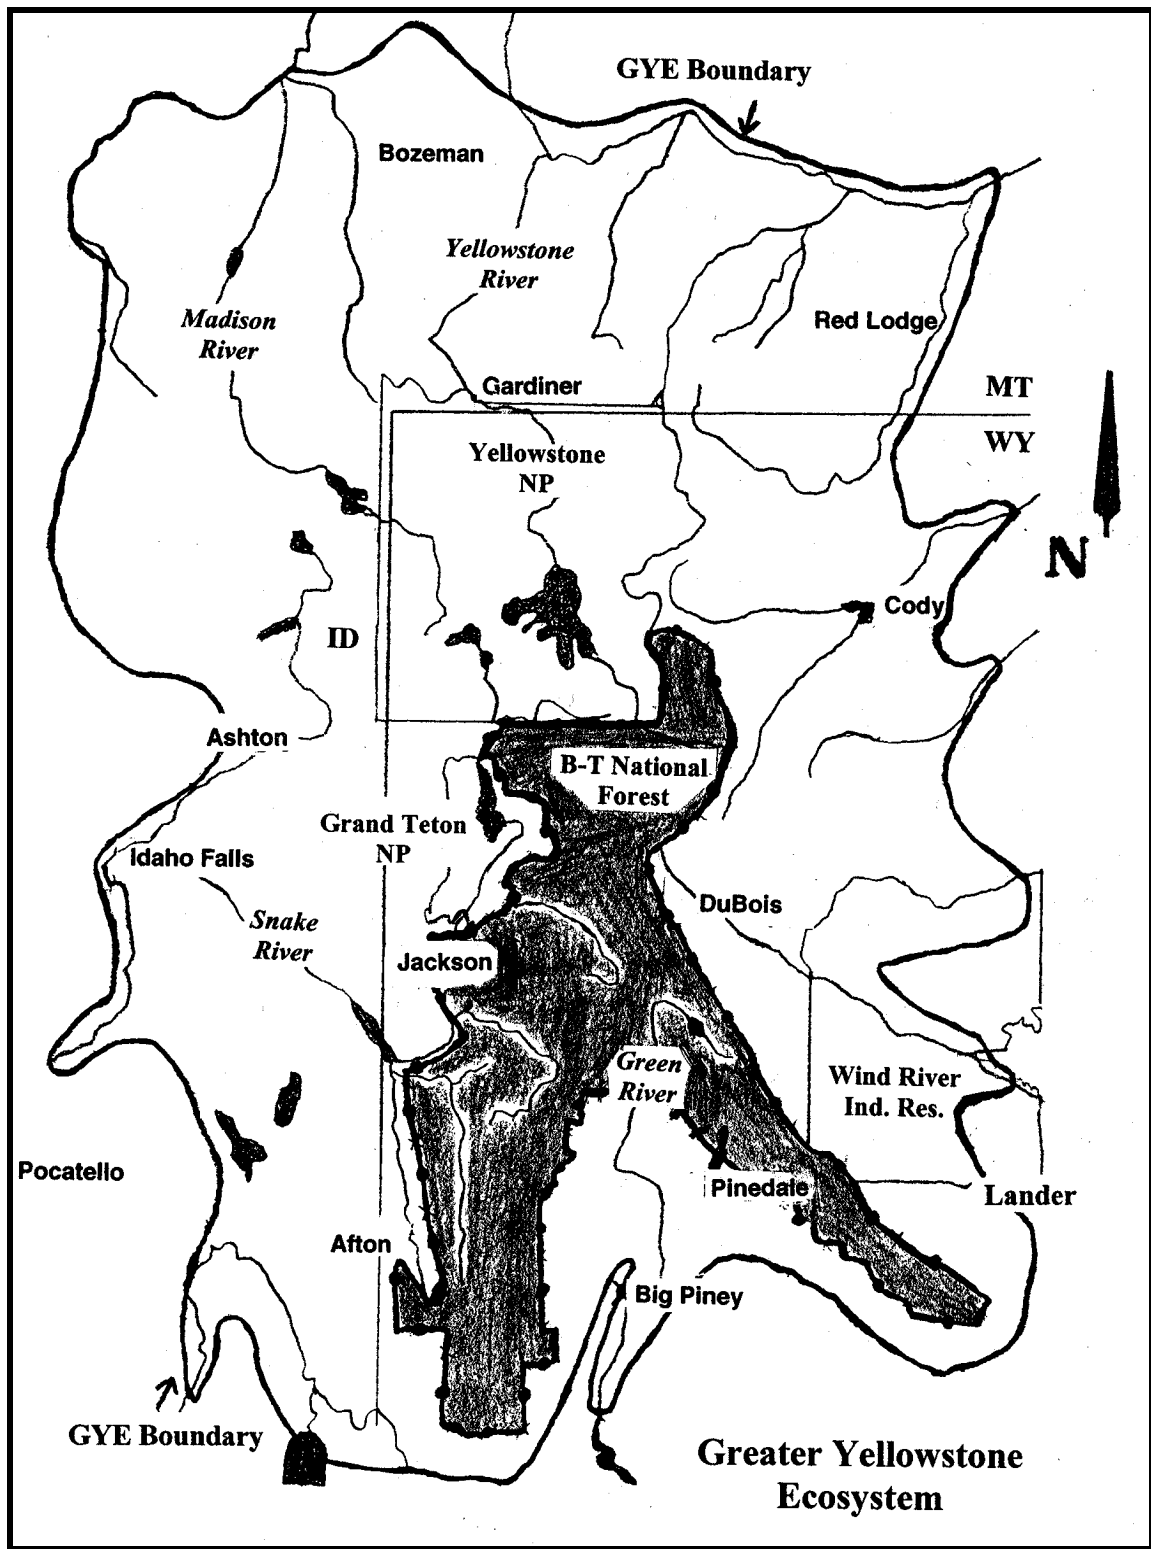 GYE Boundary
Bozeman
Yellowstone
River
Madison
River
Red Lodge
Gardiner
MT
WY
Yellowstone
NP
N
Cody
ID
Ashton
B-T National
Forest
Grand Teton
NP
Idaho Falls
DuBois
Snake
River
Jackson
Green
River
Wind River
Ind. Res.
Pocatello
Pinedale
Lander
Afton
Big Piney
GYE Boundary
Greater Yellowstone
Ecosystem